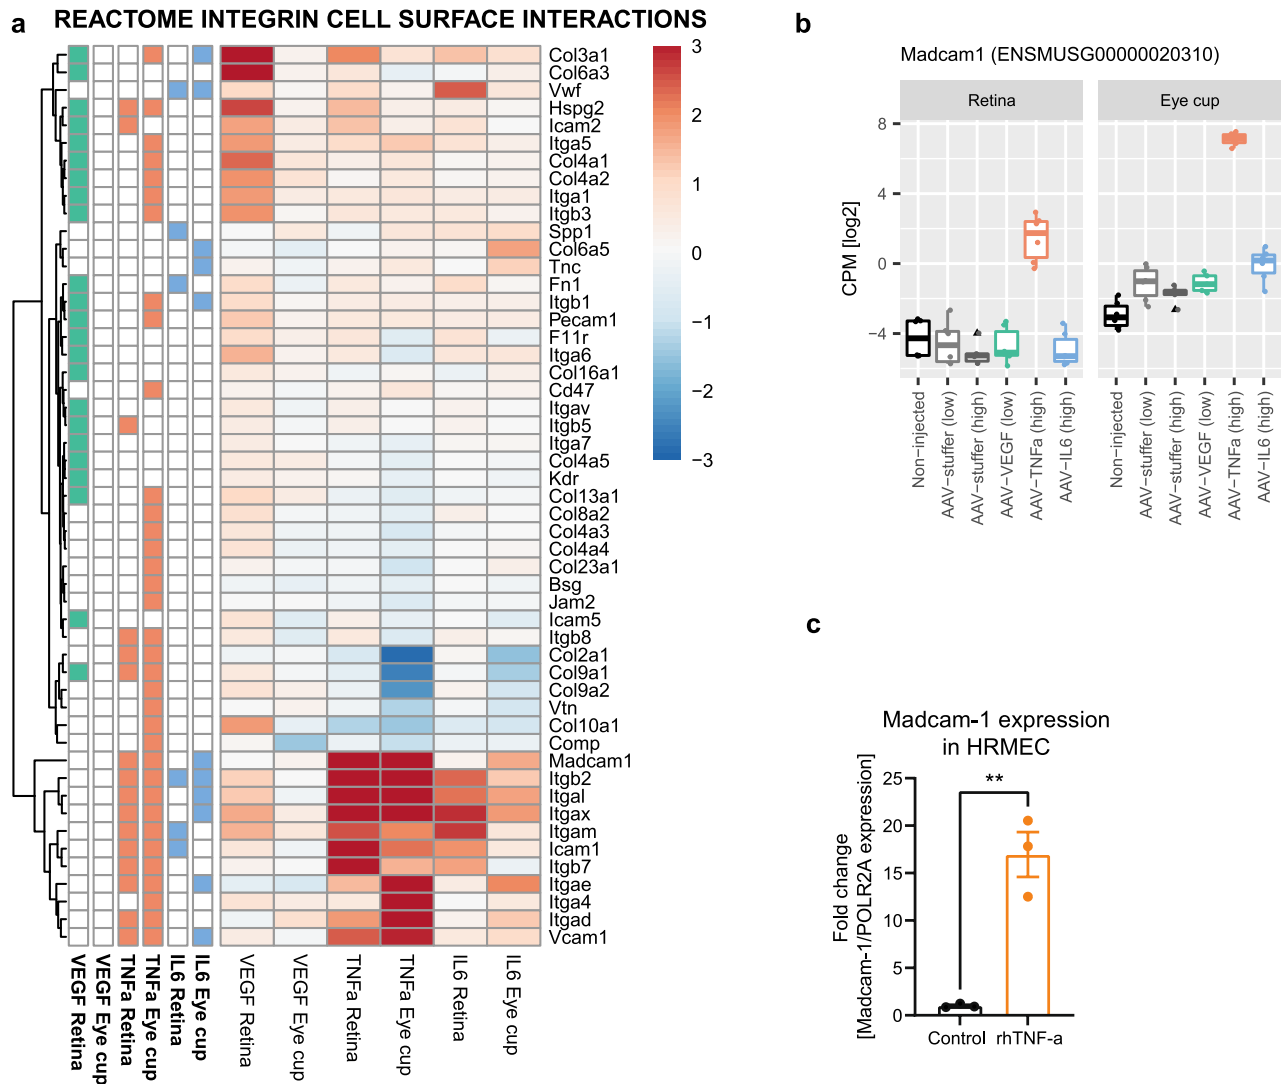 a
REACTOME INTEGRIN CELL SURFACE INTERACTIONS
Col3a1
Col6a3
Vwf
Hspg2
Icam2
Itga5
Col4a1
Col4a2
Itga1
Itgb3
Spp1
Col6a5
Tnc
Fn1
Itgb1
Pecam1
F11r
Itga6
Col16a1
Cd47
Itgav
Itgb5
Itga7
Col4a5
Kdr
Col13a1
Col8a2
Col4a3
Col4a4
Col23a1
Bsg
Jam2
Icam5
Itgb8
Col2a1
Col9a1
Col9a2
Vtn
Col10a1
Comp
Madcam1
Itgb2
Itgal
Itgax
Itgam
Icam1
Itgb7
Itgae
Itga4
Itgad
Vcam1
VEGF Retina
VEGF Eye cup
TNFa Retina
TNFa Eye cup
IL6 Retina
IL6 Eye cup
VEGF Retina
VEGF Eye cup
TNFa Retina
TNFa Eye cup
IL6 Retina
IL6 Eye cup
3
2
1
0
−1
−2
−3
b
Madcam1 (ENSMUSG00000020310)
Retina
Eye cup
CPM [log2]
8
4
0
−4
Non−injected
AAV−stuffer (low)
AAV−stuffer (high)
AAV−VEGF (low)
AAV−TNFa (high)
AAV−IL6 (high)
Non−injected
AAV−stuffer (low)
AAV−stuffer (high)
AAV−VEGF (low)
AAV−TNFa (high)
AAV−IL6 (high)
c
Madcam-1 expression
in HRMEC
**
Fold change
[Madcam-1/POLR2A expression]
25
20
15
10
5
0
Control
rhTNF-a